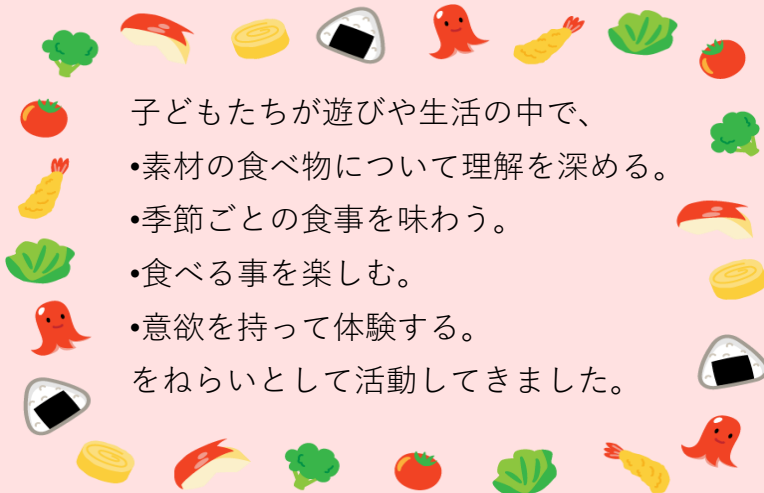 子どもたちが遊びや生活の中で、
•素材の食べ物について理解を深める。
•季節ごとの食事を味わう。
•食べる事を楽しむ。
•意欲を持って体験する。
をねらいとして活動してきました。